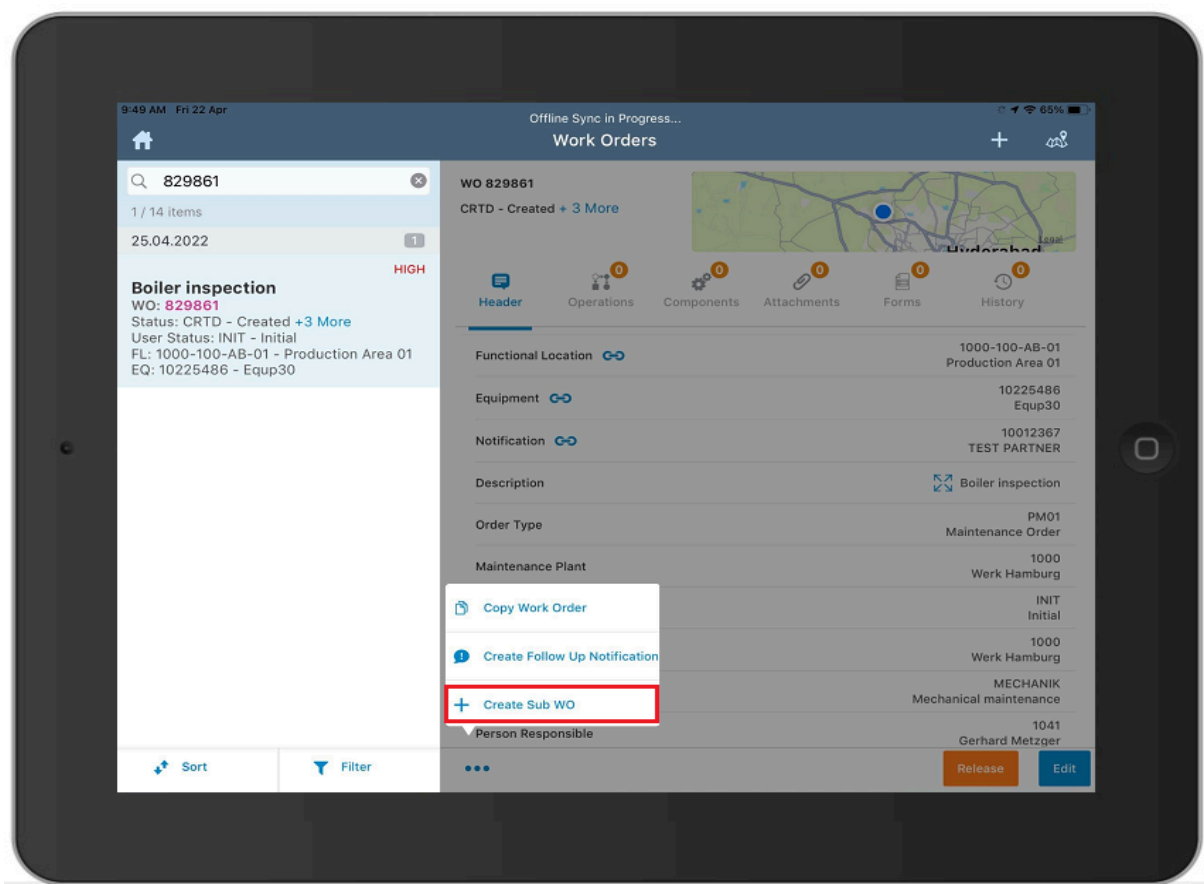 9:49 AM Fri 22 Apr
65%
Offline Sync in Progress...
Work Orders
829861
1 / 14 items
25.04.2022
1
HIGH
Boiler inspection
WO: 829861
Status: CRTD - Created +3 More
User Status: INIT - Initial
FL: 1000-100-AB-01 - Production Area 01
EQ: 10225486 - Equp30
Sort
Filter
WO 829861
CRTD - Created + 3 More
Legal
Hyderabad
Header
0
Operations
0
Components
0
Attachments
0
Forms
0
History
Functional Location
1000-100-AB-01
Production Area 01
Equipment
10225486
Equp30
Notification
10012367
TEST PARTNER
Description
Boiler inspection
Order Type
PM01
Maintenance Order
Maintenance Plant
1000
Werk Hamburg
INIT
Initial
1000
Werk Hamburg
MECHANIK
Mechanical maintenance
Person Responsible
1041
Gerhard Metzger
Copy Work Order
Create Follow Up Notification
Create Sub WO
Release
Edit